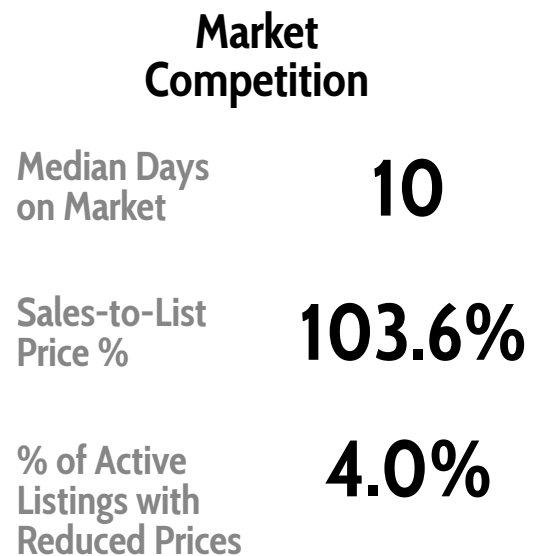 Market
Competition
Median Days
on Market
10
Sales-to-List
Price %
103.6%
% of Active
Listings with
Reduced Prices
4.0%